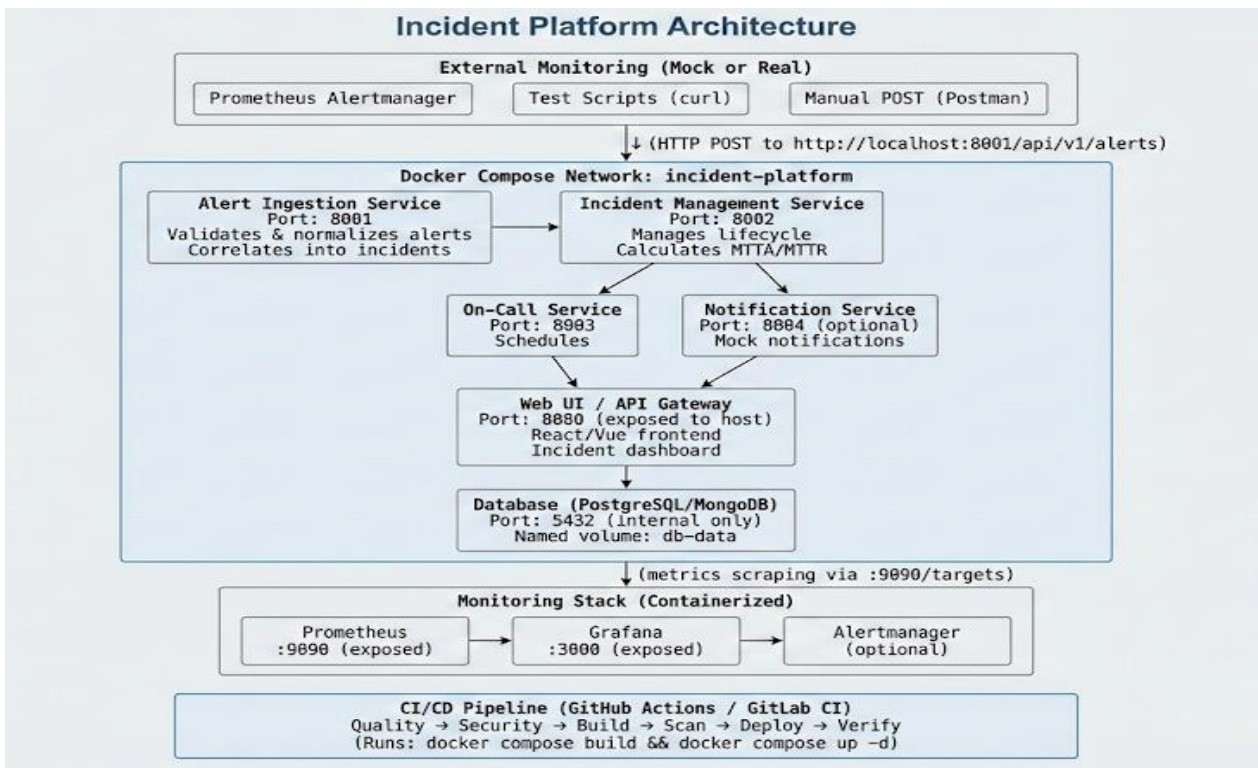 Incident Platform Architecture
External Monitoring (Mock or Real)
Prometheus Alertmanager
Test Scripts (curl)
Manual POST (Postman)
↓ (HTTP POST to http://localhost:8001/api/v1/alerts)
Docker Compose Network: incident-platform
Alert Ingestion Service
Port: 8001
Validates & normalizes alerts
Correlates into incidents
Incident Management Service
Port: 8002
Manages lifecycle
Calculates MTTA/MTTR
On-Call Service
Port: 8003
Schedules
Notification Service
Port: 8004 (optional)
Mock notifications
Web UI / API Gateway
Port: 8080 (exposed to host)
React/Vue frontend
Incident dashboard
Database (PostgreSQL/MongoDB)
Port: 5432 (internal only)
Named volume: db-data
↓ (metrics scraping via :9090/targets)
Monitoring Stack (Containerized)
Prometheus
:9090 (exposed)
Grafana
:3000 (exposed)
Alertmanager
(optional)
CI/CD Pipeline (GitHub Actions / GitLab CI)
Quality → Security → Build → Scan → Deploy → Verify
(Runs: docker compose build && docker compose up -d)